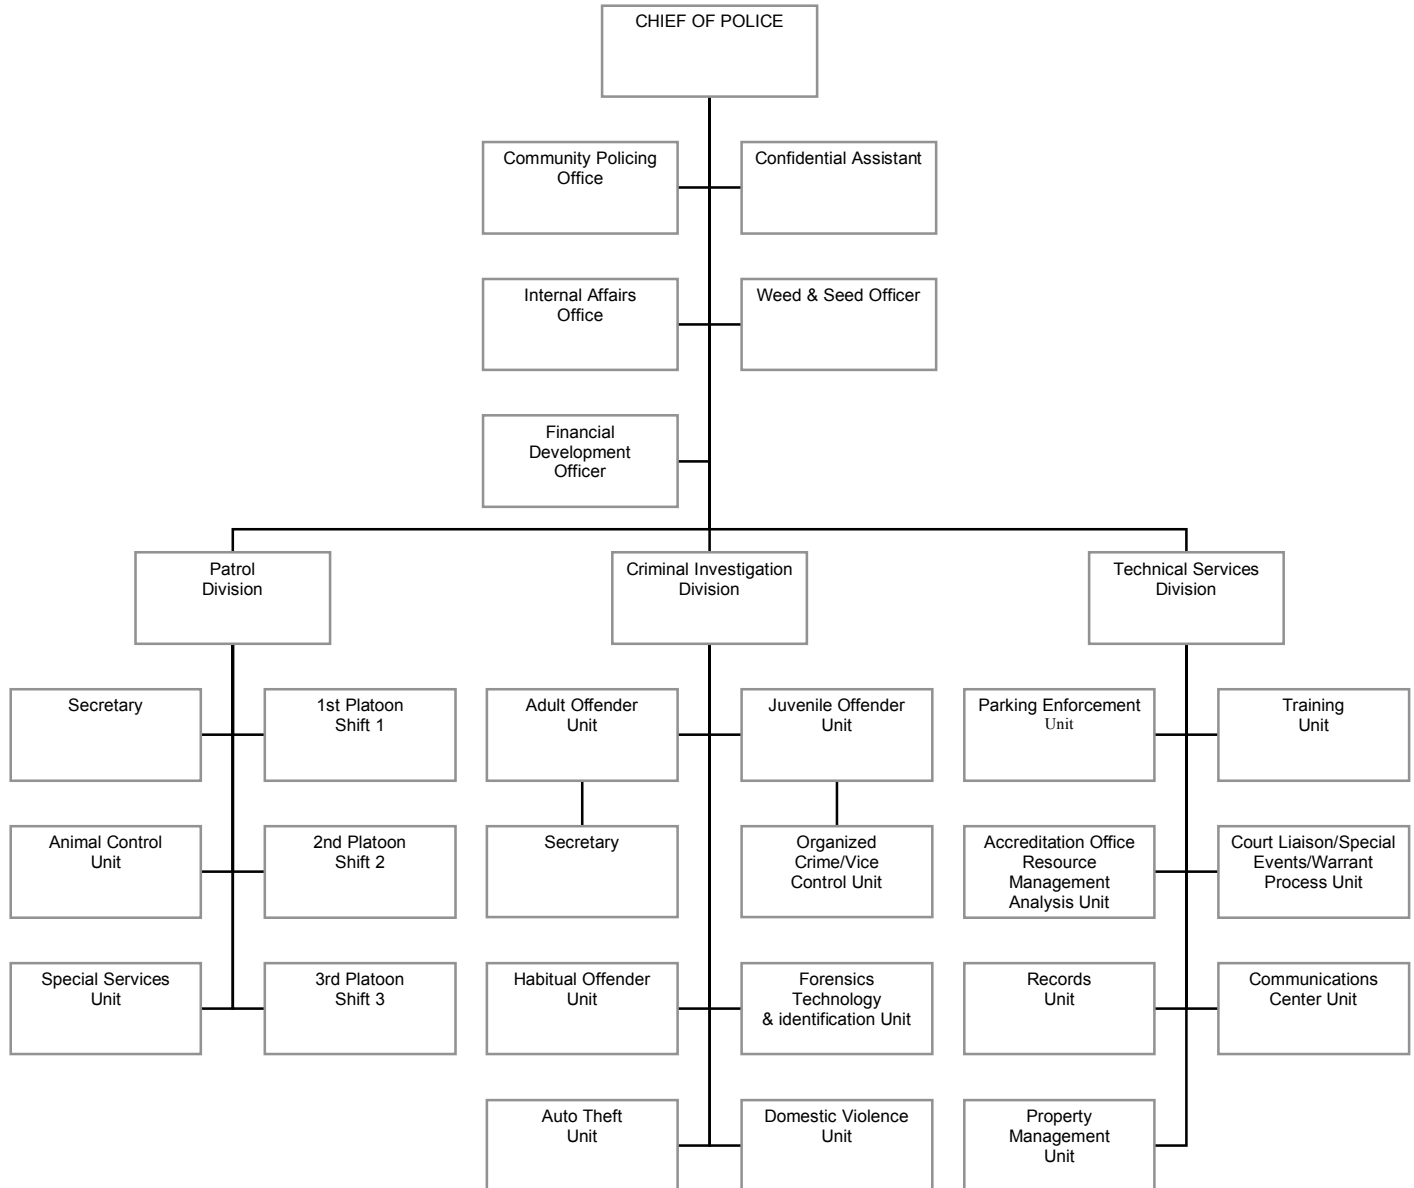 CHIEF OF POLICE
Community Policing
Office
Confidential Assistant
Internal Affairs
Office
Weed & Seed Officer
Financial
Development
Officer
Patrol
Division
Criminal Investigation
Division
Technical Services
Division
Secretary
1st Platoon
Shift 1
Adult Offender
Unit
Juvenile Offender
Unit
Parking Enforcement
Unit
Training
Unit
Animal Control
Unit
2nd Platoon
Shift 2
Secretary
Organized
Crime/Vice
Control Unit
Accreditation Office
Resource
Management
Analysis Unit
Court Liaison/Special
Events/Warrant
Process Unit
Special Services
Unit
3rd Platoon
Shift 3
Habitual Offender
Unit
Forensics
Technology
& identification Unit
Records
Unit
Communications
Center Unit
Auto Theft
Unit
Domestic Violence
Unit
Property
Management
Unit